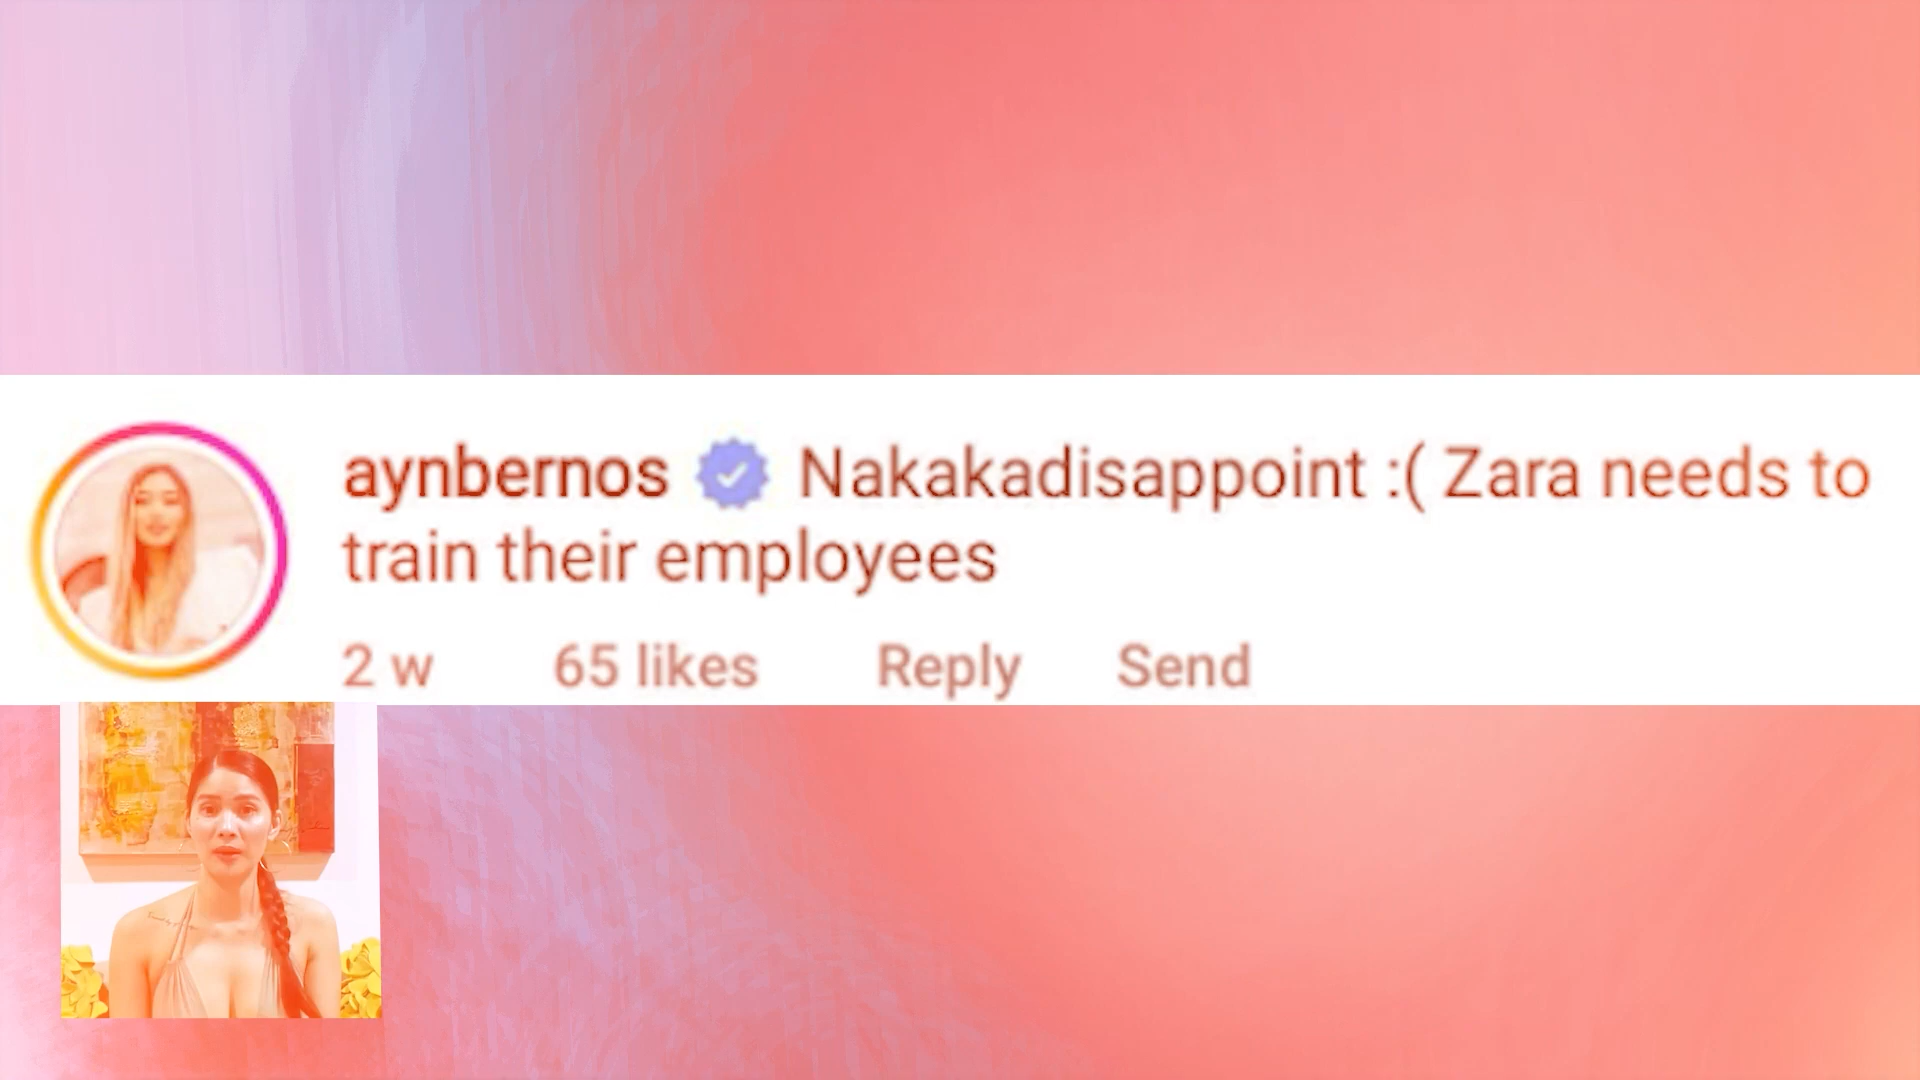 aynbernos Nakakadisappoint :( Zara needs to
train their employees
2 w 65 likes Reply Send